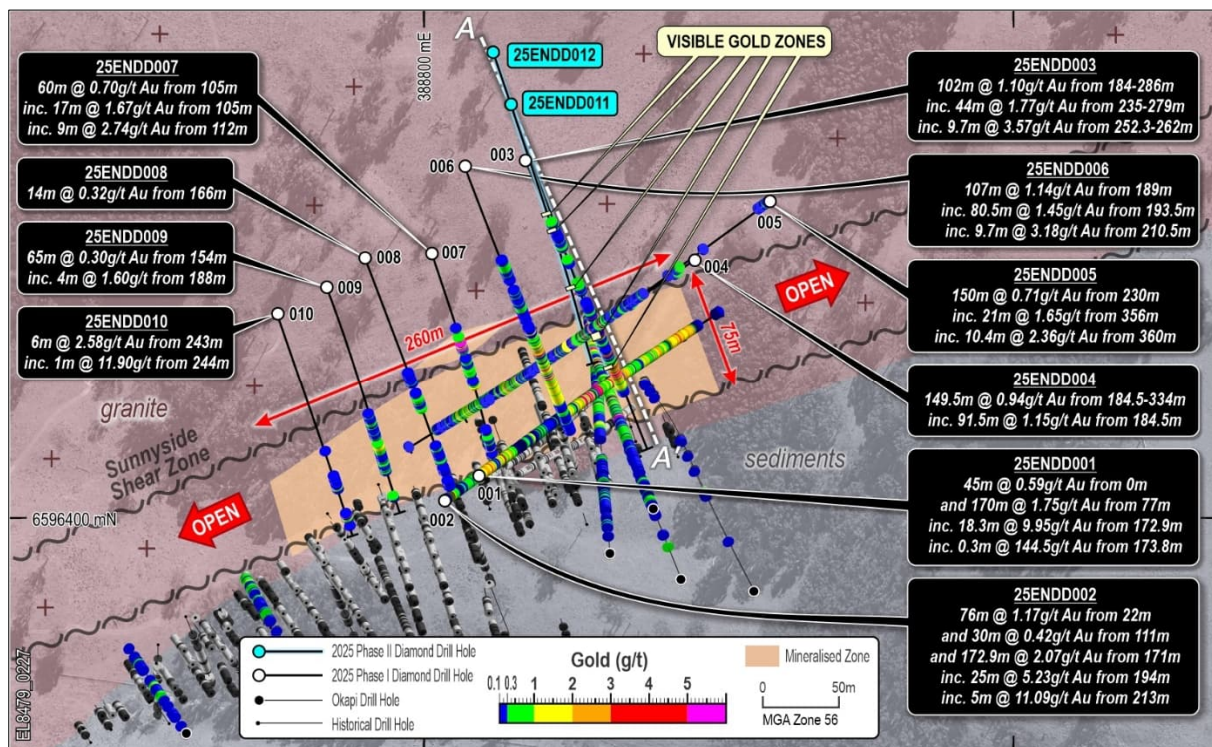 A
388800 mE
25ENDD012
25ENDD011
VISIBLE GOLD ZONES
25ENDD007
60m @ 0.70g/t Au from 105m
inc. 17m @ 1.67g/t Au from 105m
inc. 9m @ 2.74g/t Au from 112m
25ENDD008
14m @ 0.32g/t Au from 166m
25ENDD009
65m @ 0.30g/t Au from 154m
inc. 4m @ 1.60g/t Au from 188m
25ENDD010
6m @ 2.58g/t Au from 243m
inc. 1m @ 11.90g/t Au from 244m
25ENDD003
102m @ 1.10g/t Au from 184-286m
inc. 44m @ 1.77g/t Au from 235-279m
inc. 9.7m @ 3.57g/t Au from 252.3-262m
25ENDD006
107m @ 1.14g/t Au from 189m
inc. 80.5m @ 1.45g/t Au from 193.5m
inc. 9.7m @ 3.18g/t Au from 210.5m
25ENDD005
150m @ 0.71g/t Au from 230m
inc. 21m @ 1.65g/t Au from 356m
inc. 10.4m @ 2.36g/t Au from 360m
25ENDD004
149.5m @ 0.94g/t Au from 184.5-334m
inc. 91.5m @ 1.15g/t Au from 184.5m
25ENDD001
45m @ 0.59g/t Au from 0m
and 170m @ 1.75g/t Au from 77m
inc. 18.3m @ 9.95g/t Au from 172.9m
inc. 0.3m @ 144.5g/t Au from 173.8m
25ENDD002
76m @ 1.17g/t Au from 22m
and 30m @ 0.42g/t Au from 111m
and 172.9m @ 2.07g/t Au from 171m
inc. 25m @ 5.23g/t Au from 194m
inc. 5m @ 11.09g/t Au from 213m
003
006
005
007
008
004
009
010
OPEN
260m
75m
granite
Sunnyside
Shear Zone
sediments
A'
001
002
OPEN
6596400 mN
EL8479_0227
2025 Phase II Diamond Drill Hole
2025 Phase I Diamond Drill Hole
Okapi Drill Hole
Historical Drill Hole
Gold (g/t)
0.1 0.3 1 2 3 5
Mineralised Zone
0 50m
MGA Zone 56